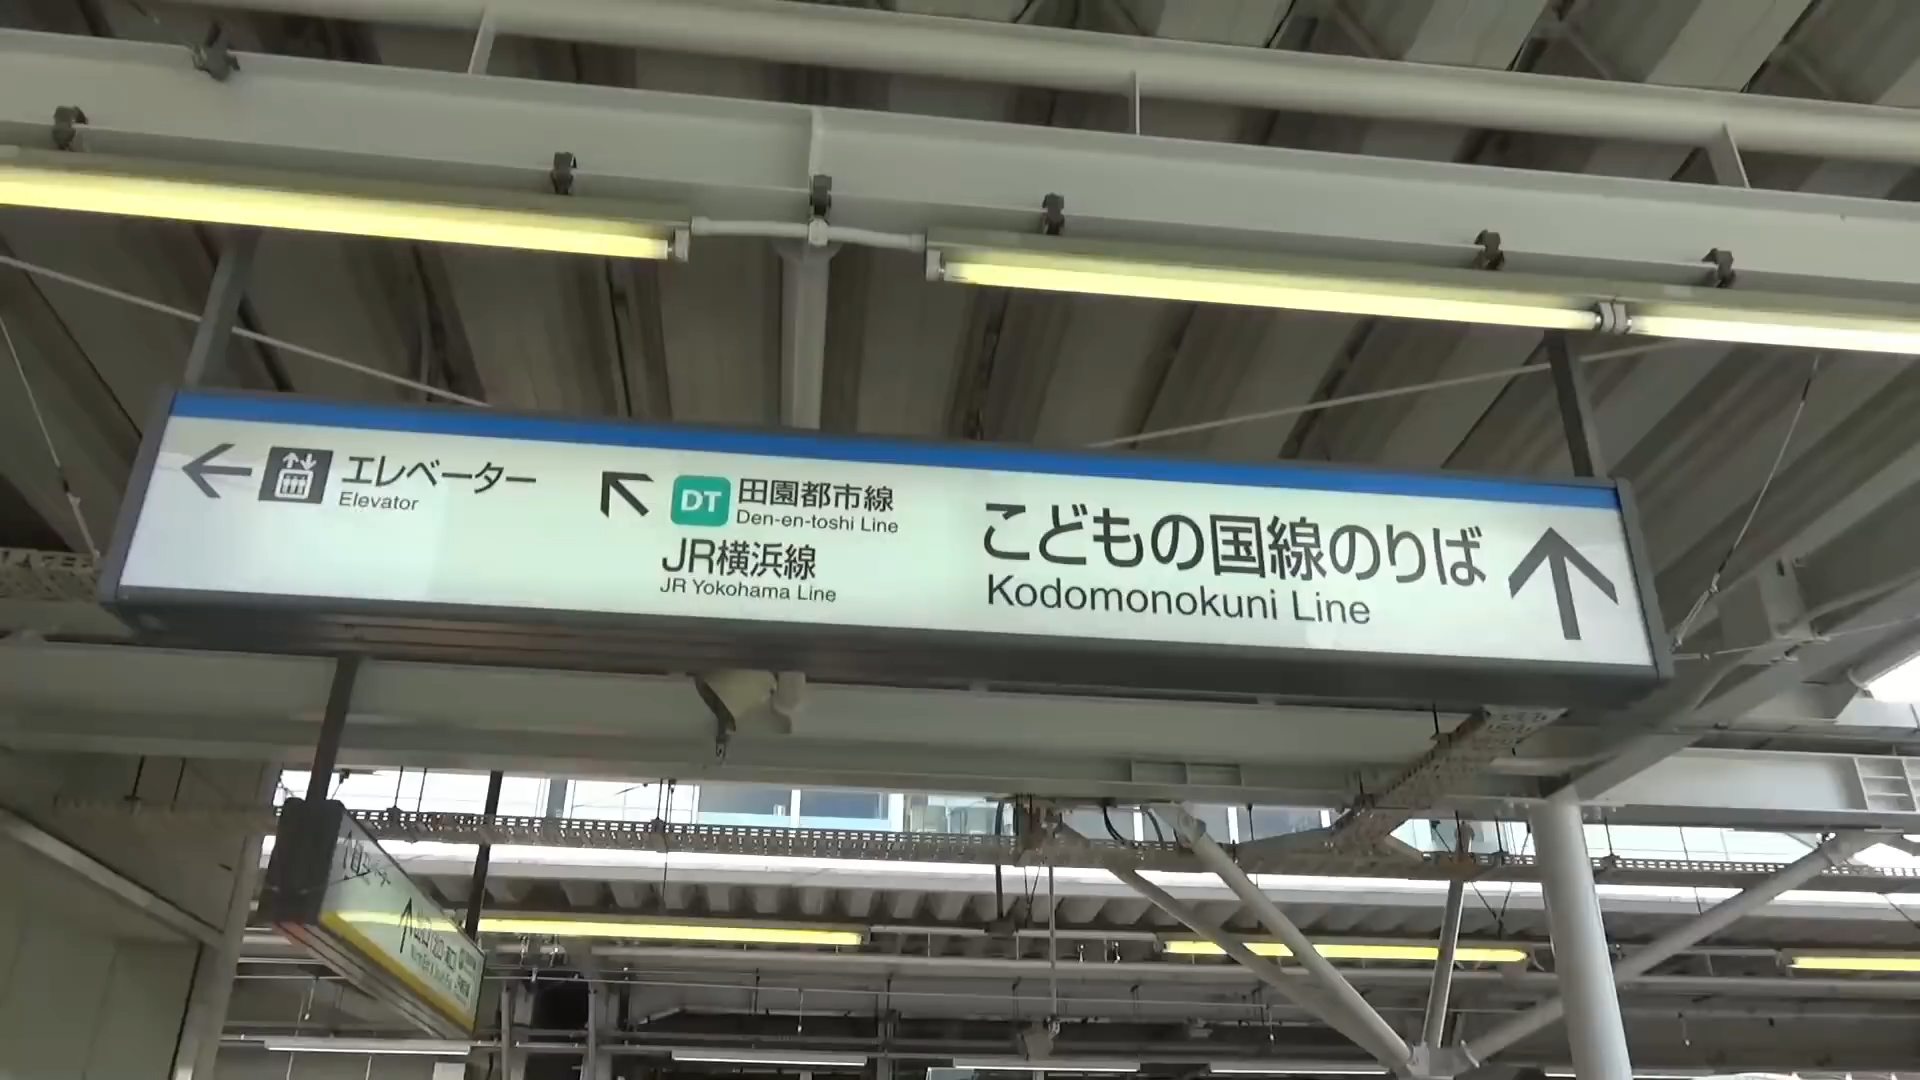 エレベーター
Elevator
DT 田園都市線
Den-en-toshi Line
JR横浜線
JR Yokohama Line
こどもの国線のりば
Kodomonokuni Line